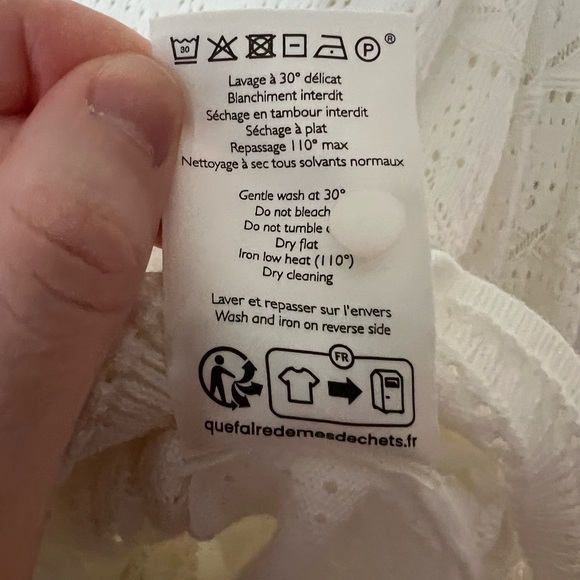 30 P ®
Lavage à 30° délicat
Blanchiment interdit
Séchage en tambour interdit
Séchage à plat
Repassage 110° max
Nettoyage à sec tous solvants normaux
Gentle wash at 30°
Do not bleach
Do not tumble
Dry flat
Iron low heat (110°)
Dry cleaning
Laver et repasser sur l'envers
Wash and iron on reverse side
FR
quefairedemesdechets.fr